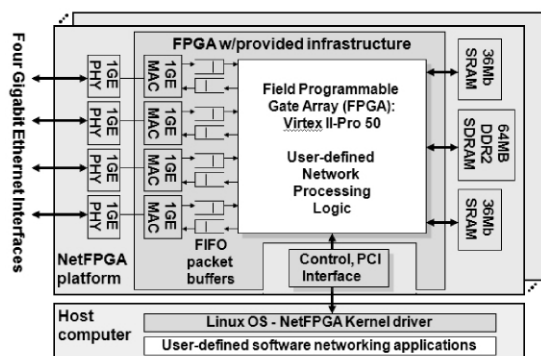 Four Gigabit Ethernet Interfaces
FPGA w/provided infrastructure
1GE
PHY
1GE
MAC
1GE
PHY
1GE
MAC
1GE
PHY
1GE
MAC
1GE
PHY
1GE
MAC
Field Programmable
Gate Array (FPGA):
Virtex II-Pro 50
User-defined
Network
Processing
Logic
36Mb
SRAM
64MB
DDR2
SDRAM
36Mb
SRAM
NetFPGA
platform
FIFO
packet
buffers
Control, PCI
Interface
Host
computer
Linux OS - NetFPGA Kernel driver
User-defined software networking applications